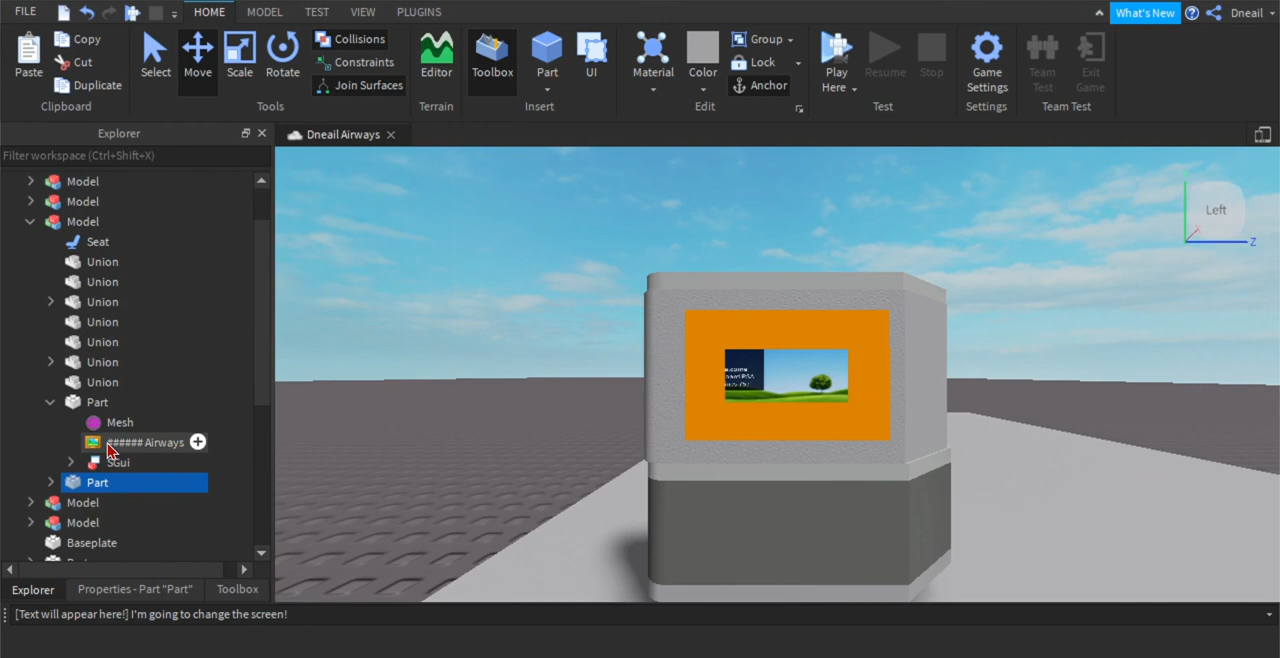 FILE HOME MODEL TEST VIEW PLUGINS What's New Dneail
Copy
Cut
Duplicate
Paste
Clipboard
Select Move Scale Rotate
Collisions
Constraints
Join Surfaces
Tools
Editor
Terrain
Toolbox Part UI
Insert
Material Color
Group
Lock
Anchor
Edit
Play
Here
Resume Stop
Test
Game
Settings
Settings
Team
Test
Exit
Game
Team Test
Explorer
Filter workspace (Ctrl+Shift+X)
Dneail Airways
Model
Model
Model
Seat
Union
Union
Union
Union
Union
Union
Union
Part
Mesh
###### Airways
SGui
Part
Model
Model
Baseplate
Left
Z
Explorer Properties - Part "Part" Toolbox
[Text will appear here!] I'm going to change the screen!